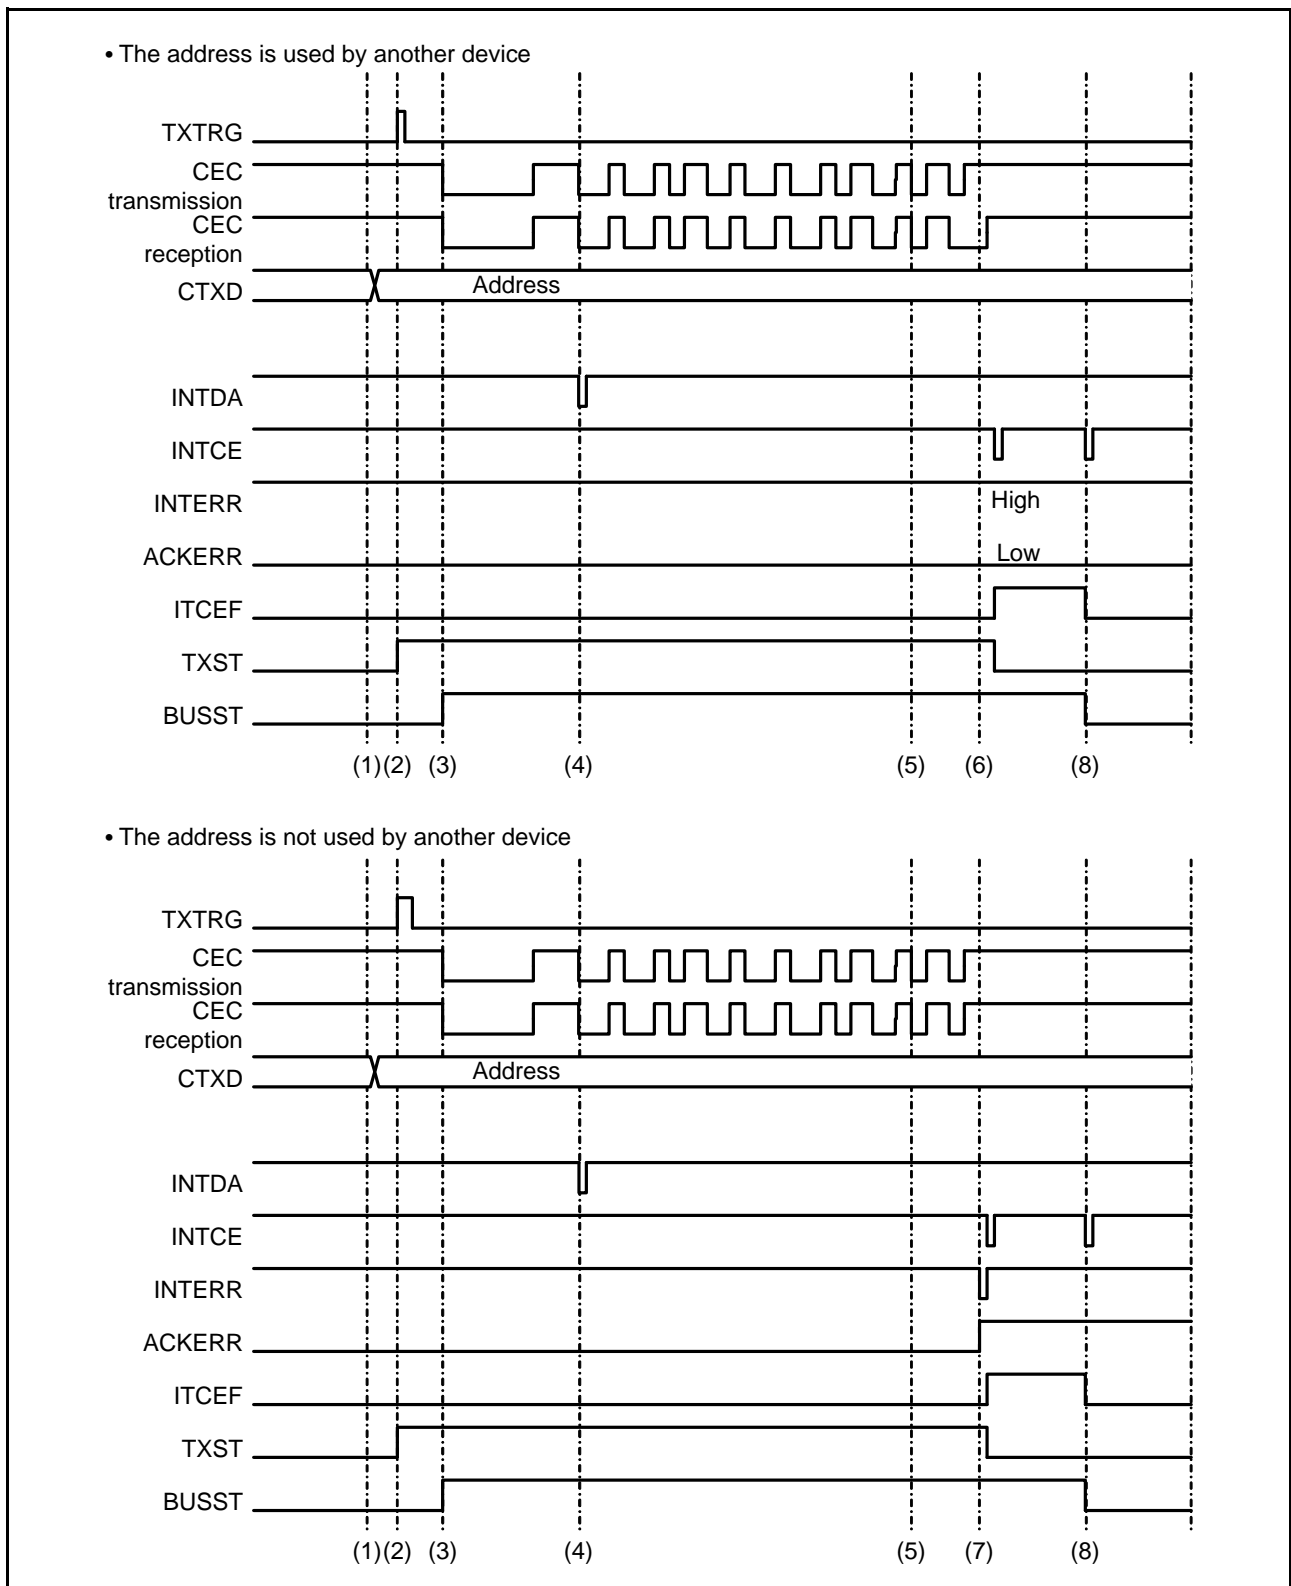 • The address is used by another device
TXTRG
CEC
transmission
CEC
reception
CTXD
Address
INTDA
INTCE
INTERR
High
ACKERR
Low
ITCEF
TXST
BUSST
(1) (2) (3) (4) (5) (6) (8)
• The address is not used by another device
TXTRG
CEC
transmission
CEC
reception
CTXD
Address
INTDA
INTCE
INTERR
ACKERR
ITCEF
TXST
BUSST
(1) (2) (3) (4) (5) (7) (8)